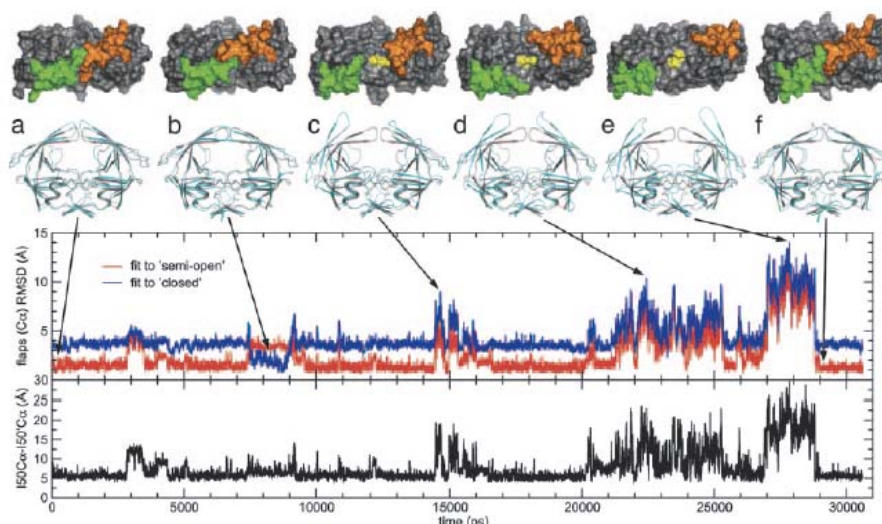 a b c d e f
15
fit to 'semi-open'
fit to 'closed'
10
5
flaps (Cα) RMSD (Å)
30
25
20
15
10
5
0
I50Cα-I50'Cα (Å)
0 5000 10000 15000 20000 25000 30000
time (ps)